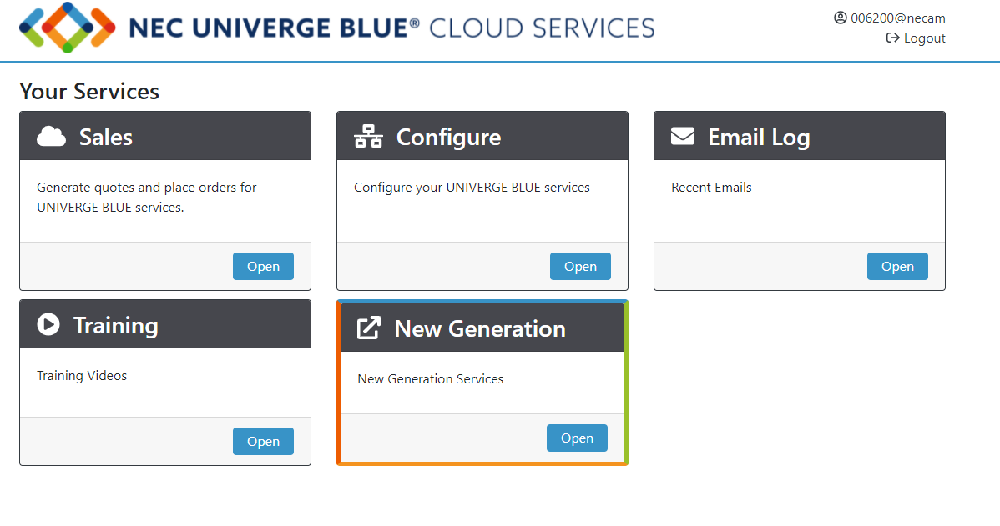 NEC UNIVERGE BLUE® CLOUD SERVICES
006200@necam
Logout
Your Services
Sales
Generate quotes and place orders for
UNIVERGE BLUE services.
Open
Configure
Configure your UNIVERGE BLUE services
Open
Email Log
Recent Emails
Open
Training
Training Videos
Open
New Generation
New Generation Services
Open